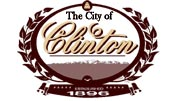 The City of
Clinton
1896